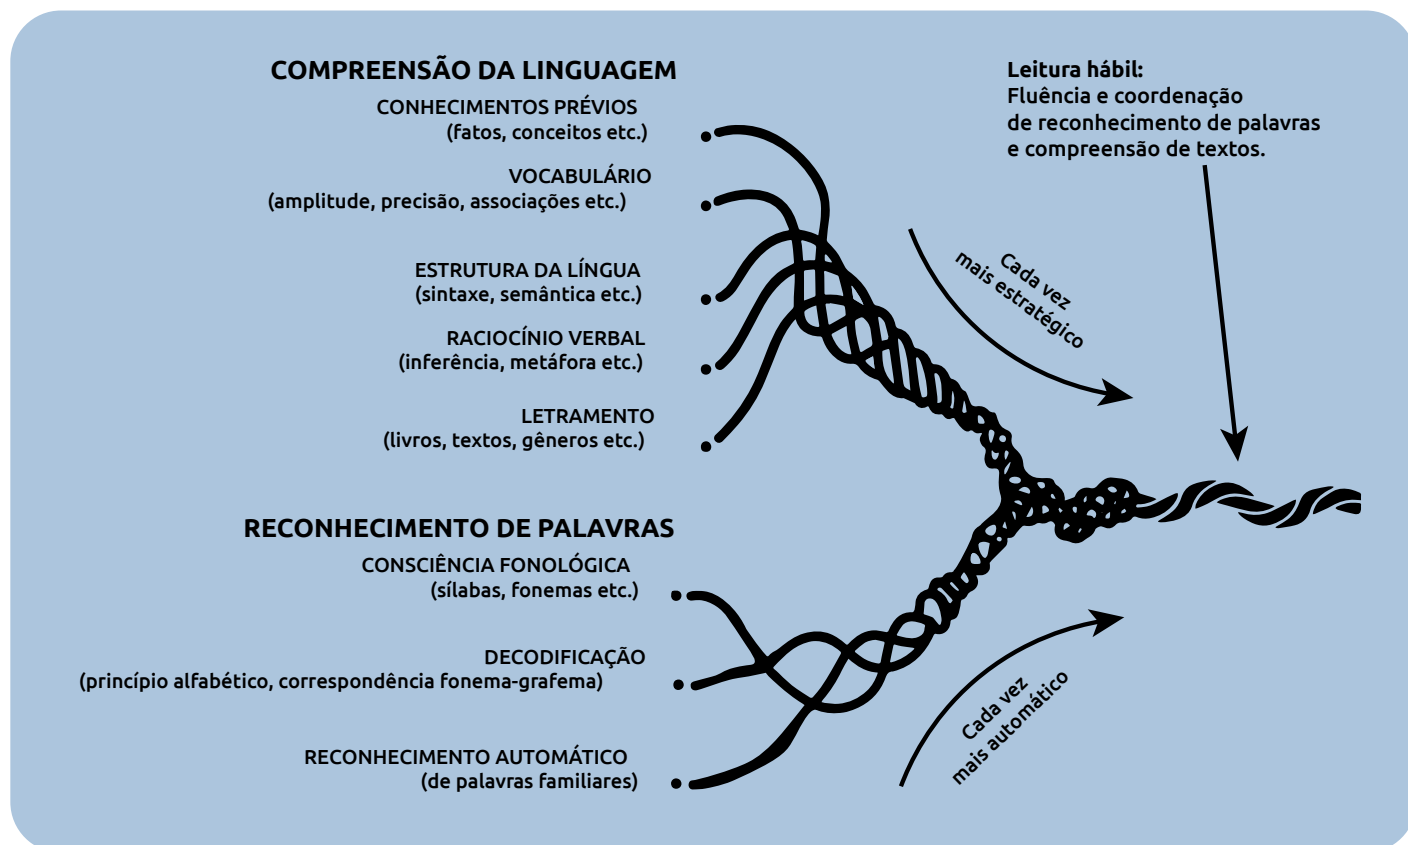 COMPREENSÃO DA LINGUAGEM
CONHECIMENTOS PRÉVIOS
(fatos, conceitos etc.)
VOCABULÁRIO
(amplitude, precisão, associações etc.)
ESTRUTURA DA LÍNGUA
(sintaxe, semântica etc.)
RACIOCÍNIO VERBAL
(inferência, metáfora etc.)
LETRAMENTO
(livros, textos, gêneros etc.)
RECONHECIMENTO DE PALAVRAS
CONSCIÊNCIA FONOLÓGICA
(sílabas, fonemas etc.)
DECODIFICAÇÃO
(princípio alfabético, correspondência fonema-grafema)
RECONHECIMENTO AUTOMÁTICO
(de palavras familiares)
Cada vez
mais estratégico
Cada vez
mais automático
Leitura hábil:
Fluência e coordenação
de reconhecimento de palavras
e compreensão de textos.